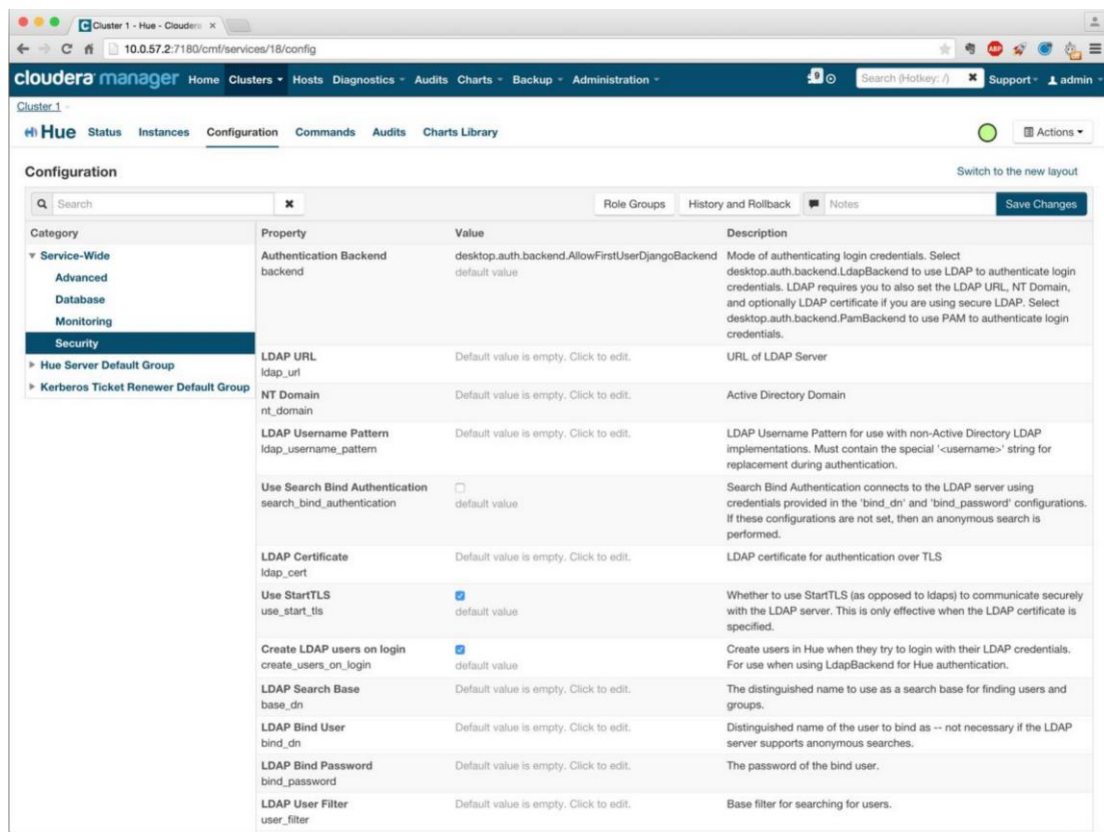 Cluster 1 - Hue - Cloudera
10.0.57.2:7180/cmf/services/18/config
ABP
cloudera manager Home Clusters Hosts Diagnostics Audits Charts Backup Administration 9 Search (Hotkey: /) Support admin
Cluster 1
Hue Status Instances Configuration Commands Audits Charts Library Actions
Configuration Switch to the new layout
Search Role Groups History and Rollback Notes Save Changes
Category Property Value Description
Service-Wide
Advanced
Database
Monitoring
Security
Hue Server Default Group
Kerberos Ticket Renewer Default Group
Authentication Backend desktop.auth.backend.AllowFirstUserDjangoBackend Mode of authenticating login credentials. Select
backend default value desktop.auth.backend.LdapBackend to use LDAP to authenticate login
credentials. LDAP requires you to also set the LDAP URL, NT Domain,
and optionally LDAP certificate if you are using secure LDAP. Select
desktop.auth.backend.PamBackend to use PAM to authenticate login
credentials.
LDAP URL Default value is empty. Click to edit. URL of LDAP Server
ldap_url
NT Domain Default value is empty. Click to edit. Active Directory Domain
nt_domain
LDAP Username Pattern Default value is empty. Click to edit. LDAP Username Pattern for use with non-Active Directory LDAP
ldap_username_pattern implementations. Must contain the special '<username>' string for
replacement during authentication.
Use Search Bind Authentication Search Bind Authentication connects to the LDAP server using
search_bind_authentication default value credentials provided in the 'bind_dn' and 'bind_password' configurations.
If these configurations are not set, then an anonymous search is
performed.
LDAP Certificate Default value is empty. Click to edit. LDAP certificate for authentication over TLS
ldap_cert
Use StartTLS Whether to use StartTLS (as opposed to ldaps) to communicate securely
use_start_tls default value with the LDAP server. This is only effective when the LDAP certificate is
specified.
Create LDAP users on login Create users in Hue when they try to login with their LDAP credentials.
create_users_on_login default value For use when using LdapBackend for Hue authentication.
LDAP Search Base Default value is empty. Click to edit. The distinguished name to use as a search base for finding users and
base_dn groups.
LDAP Bind User Default value is empty. Click to edit. Distinguished name of the user to bind as -- not necessary if the LDAP
bind_dn server supports anonymous searches.
LDAP Bind Password Default value is empty. Click to edit. The password of the bind user.
bind_password
LDAP User Filter Default value is empty. Click to edit. Base filter for searching for users.
user_filter